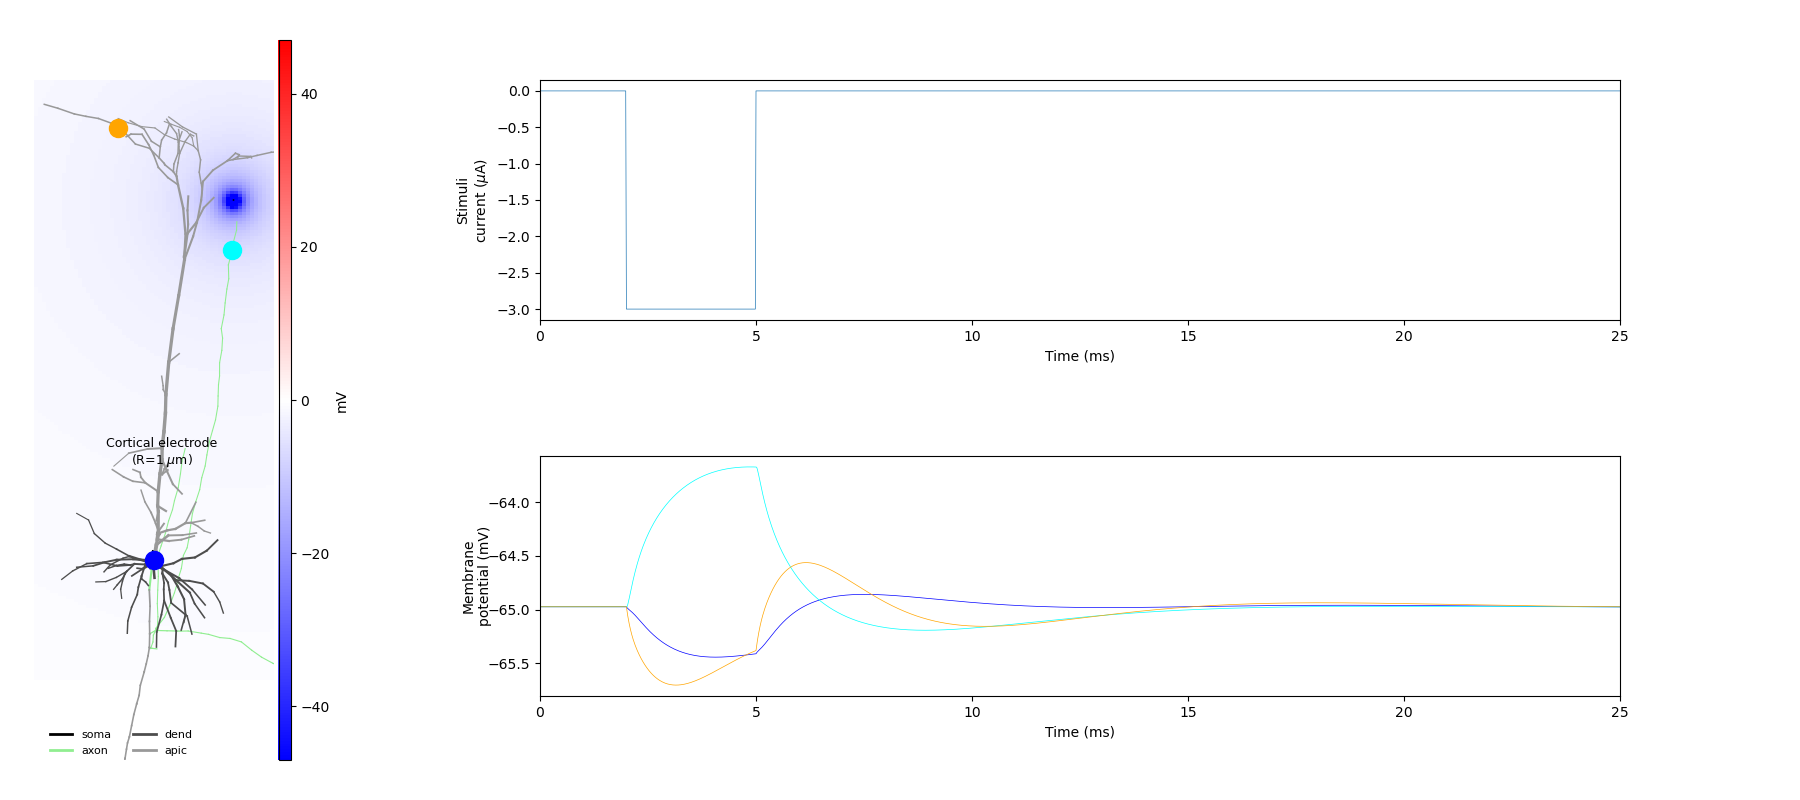 40
20
0
−20
−40
mV
Cortical electrode
(R=1 μm)
soma
axon
dend
apic
Stimuli
current (μA)
0.0
−0.5
−1.0
−1.5
−2.0
−2.5
−3.0
0 5 10 15 20 25
Time (ms)
Membrane
potential (mV)
−64.0
−64.5
−65.0
−65.5
0 5 10 15 20 25
Time (ms)